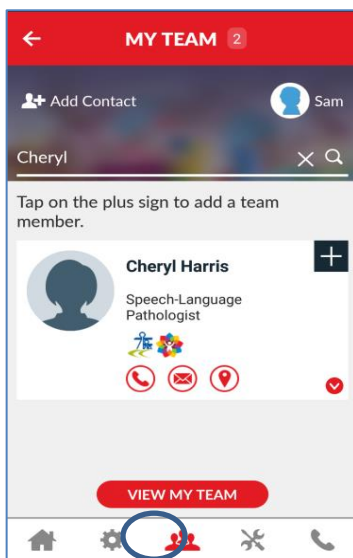 MY TEAM 2
Add Contact
Sam
Cheryl
Tap on the plus sign to add a team
member.
Cheryl Harris
Speech-Language
Pathologist
VIEW MY TEAM